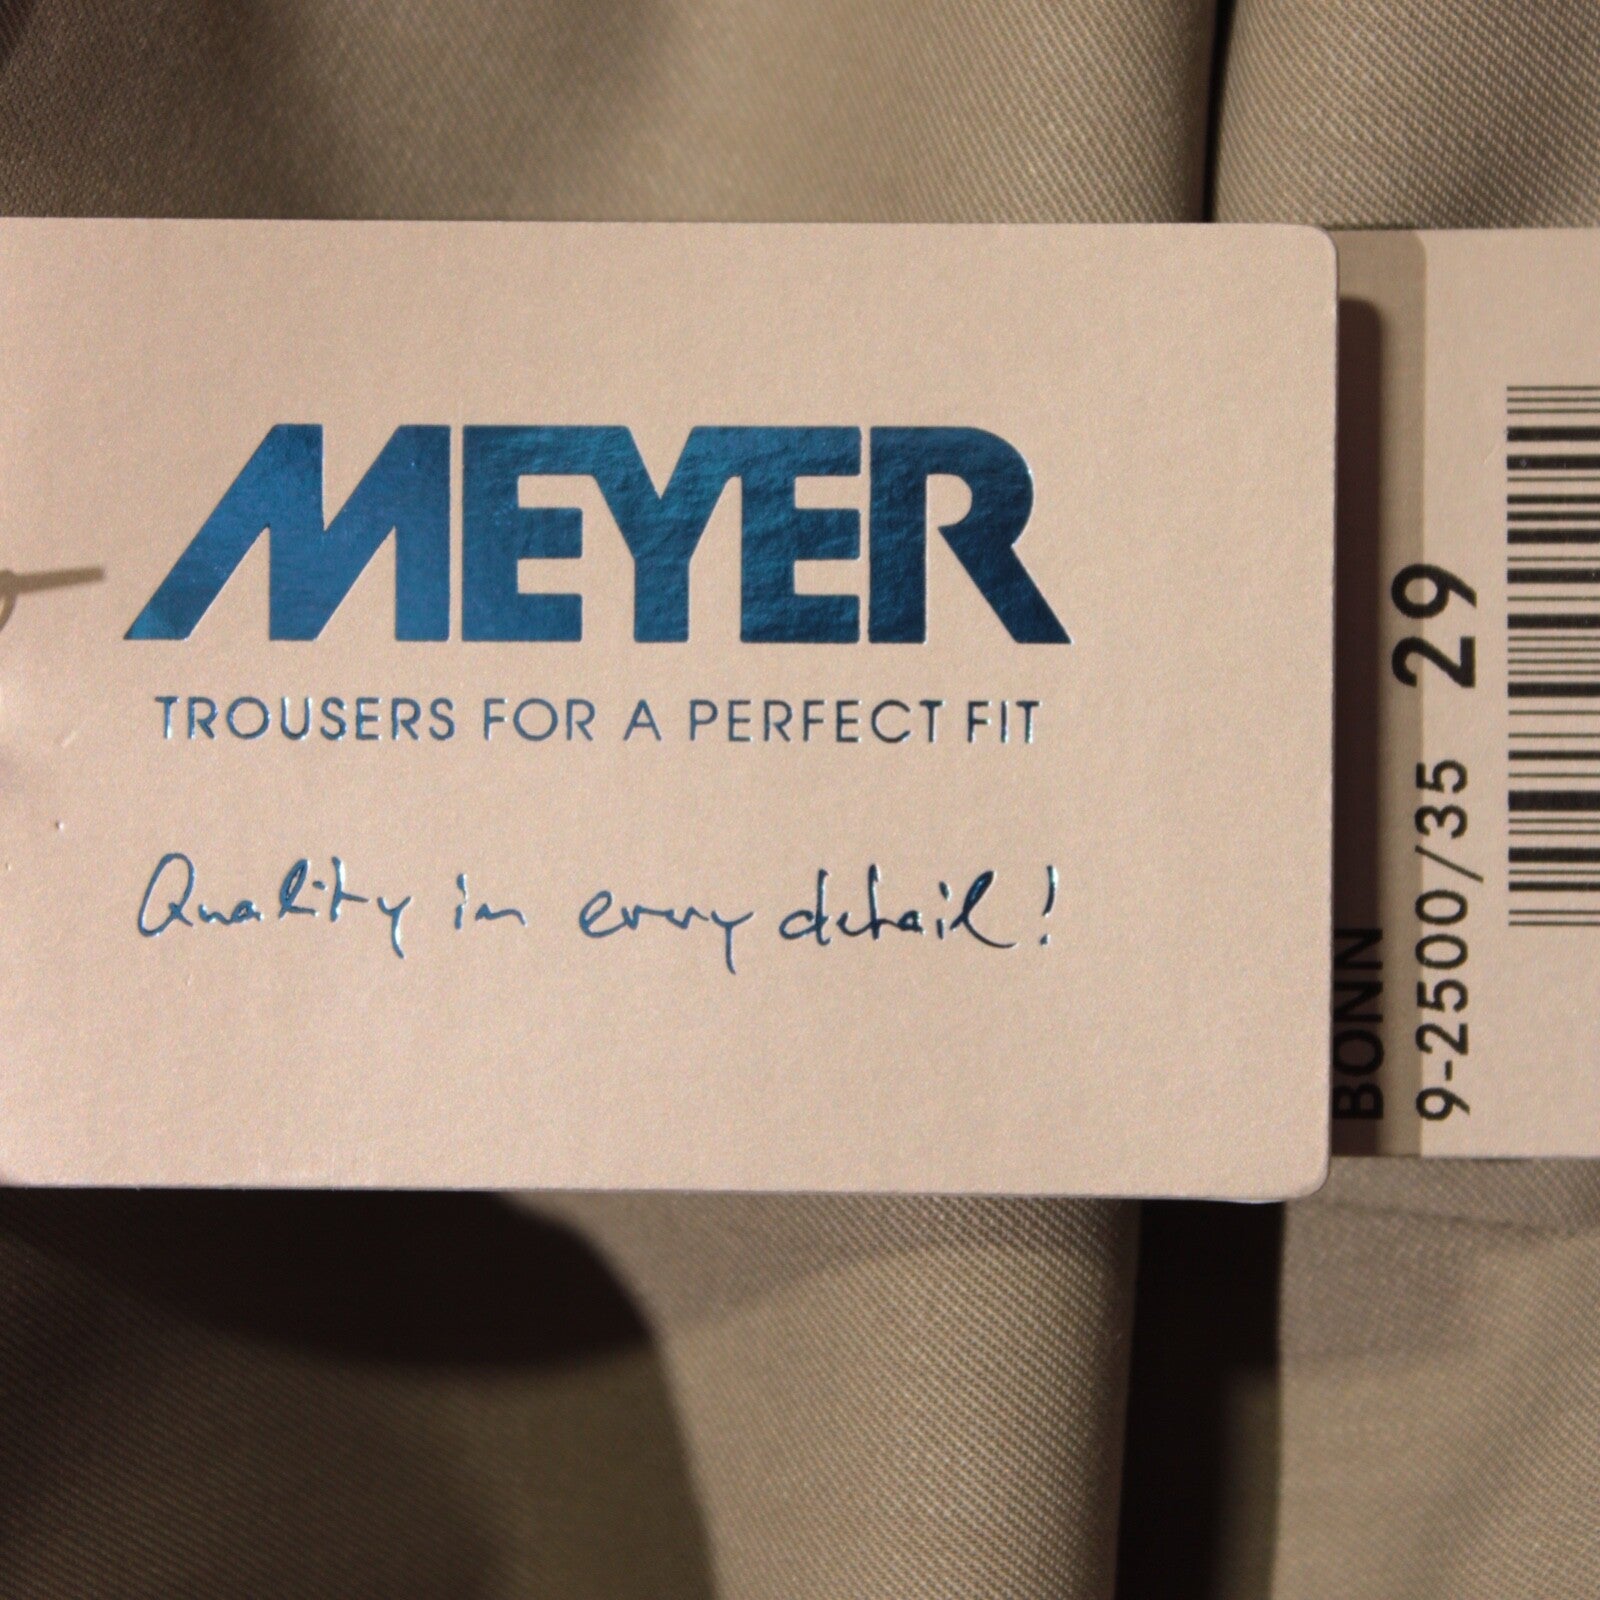 MEYER
TROUSERS FOR A PERFECT FIT
Quality in every detail!
BONN
9-2500/35 29